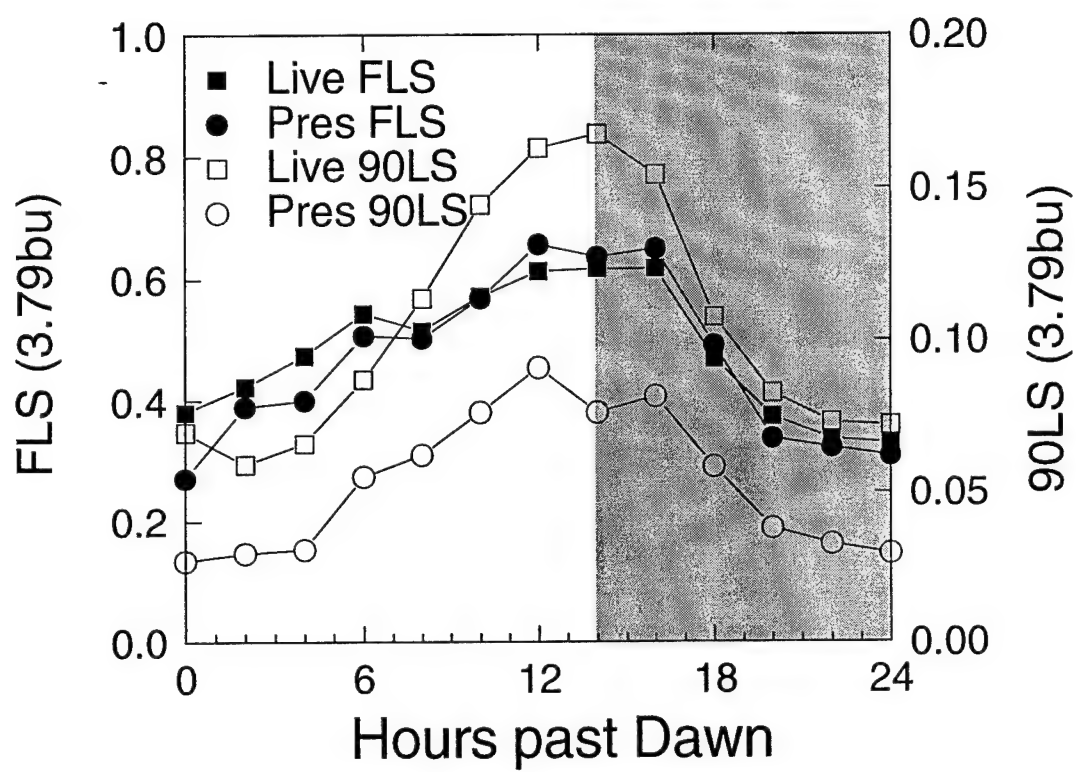 1.0
0.8
0.6
0.4
0.2
0.0
FLS (3.79bu)
Live FLS
Pres FLS
Live 90LS
Pres 90LS
0.20
0.15
0.10
0.05
0.00
90LS (3.79bu)
0 6 12 18 24
Hours past Dawn